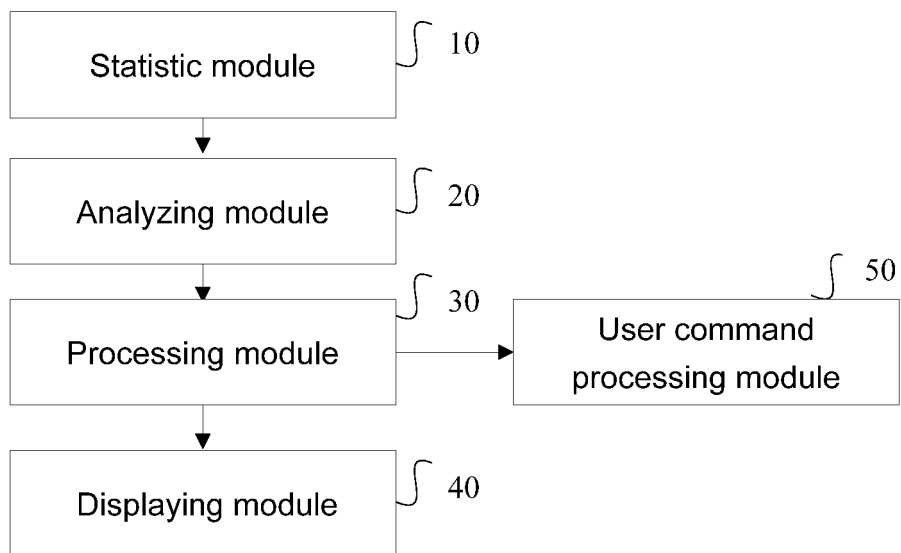 Statistic module
10
Analyzing module
20
Processing module
30
User command
processing module
50
Displaying module
40